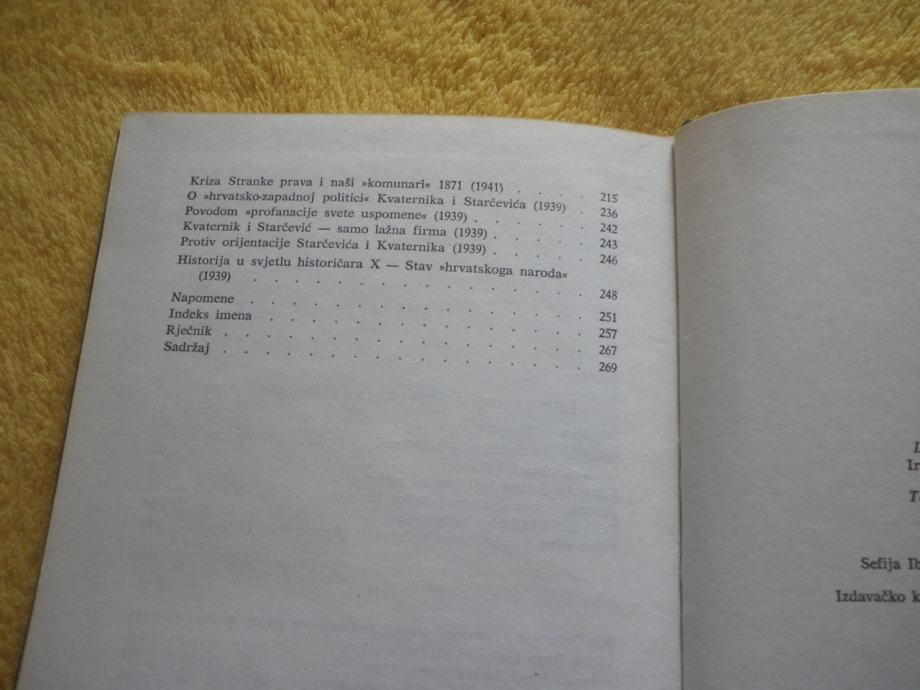 Kriza Stranke prava i naši »komunari« 1871 (1941) . . . . 215
O »hrvatsko-zapadnoj politici« Kvaternika i Starčevića (1939) . 236
Povodom »profanacije svete uspomene« (1939) . . . . . 242
Kvaternik i Starčević — samo lažna firma (1939) . . . . . 243
Protiv orijentacije Starčevića i Kvaternika (1939) . . . . . 246
Historija u svjetlu historičara X — Stav »hrvatskoga naroda«
(1939) . . . . . . . . . . . . . . . . 248
Napomene . . . . . . . . . . . . . . . 251
Indeks imena . . . . . . . . . . . . . . 257
Rječnik . . . . . . . . . . . . . . . . 267
Sadržaj . . . . . . . . . . . . . . . . 269
Sefija
Izdavačko